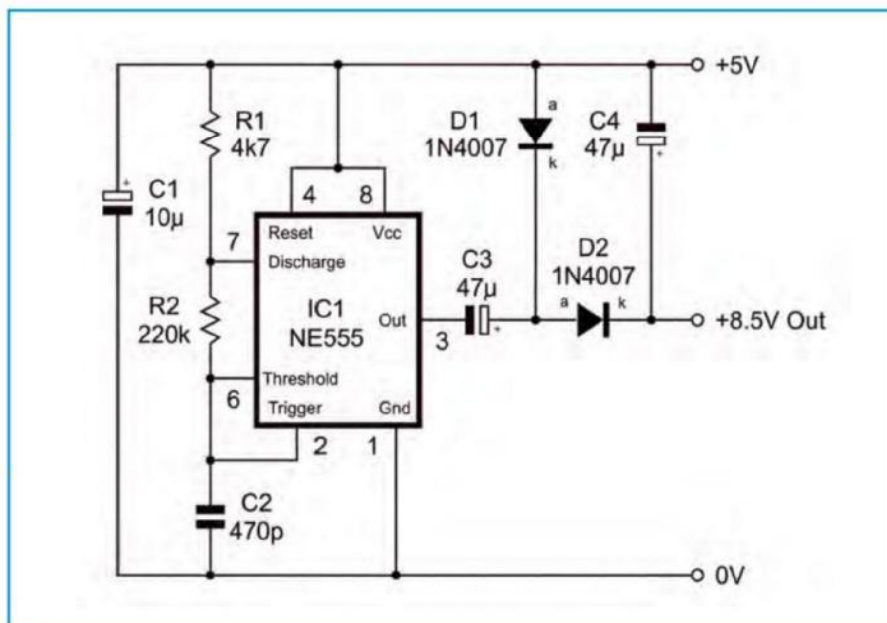 +5V
R1
4k7
D1
1N4007
a
k
C4
47µ
+
C1
10µ
+
4
8
Reset
Vcc
7
Discharge
R2
220k
IC1
NE555
Out
3
C3
47µ
+
D2
1N4007
a
k
+8.5V Out
Threshold
6
Trigger
Gnd
2
1
C2
470p
0V